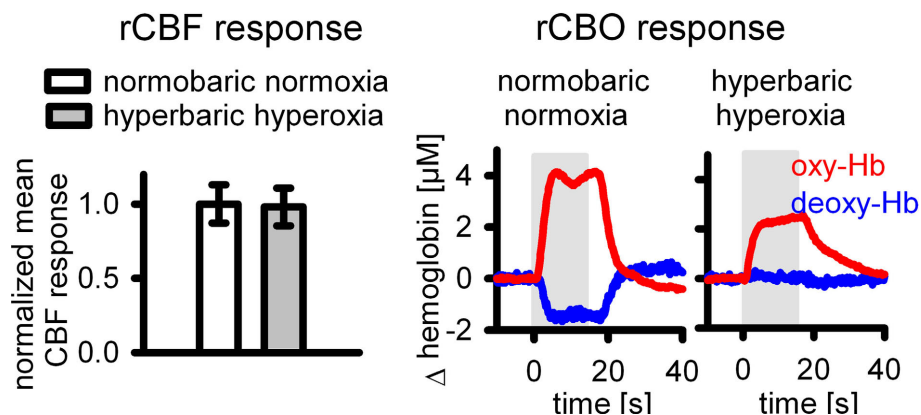 rCBF response
normobaric normoxia
hyperbaric hyperoxia
normalized mean
CBF response
1.0
0.5
0.0
rCBO response
normobaric
normoxia
hyperbaric
hyperoxia
Δ hemoglobin [µM]
4
2
0
-2
oxy-Hb
deoxy-Hb
0 20 40
time [s]
0 20 40
time [s]